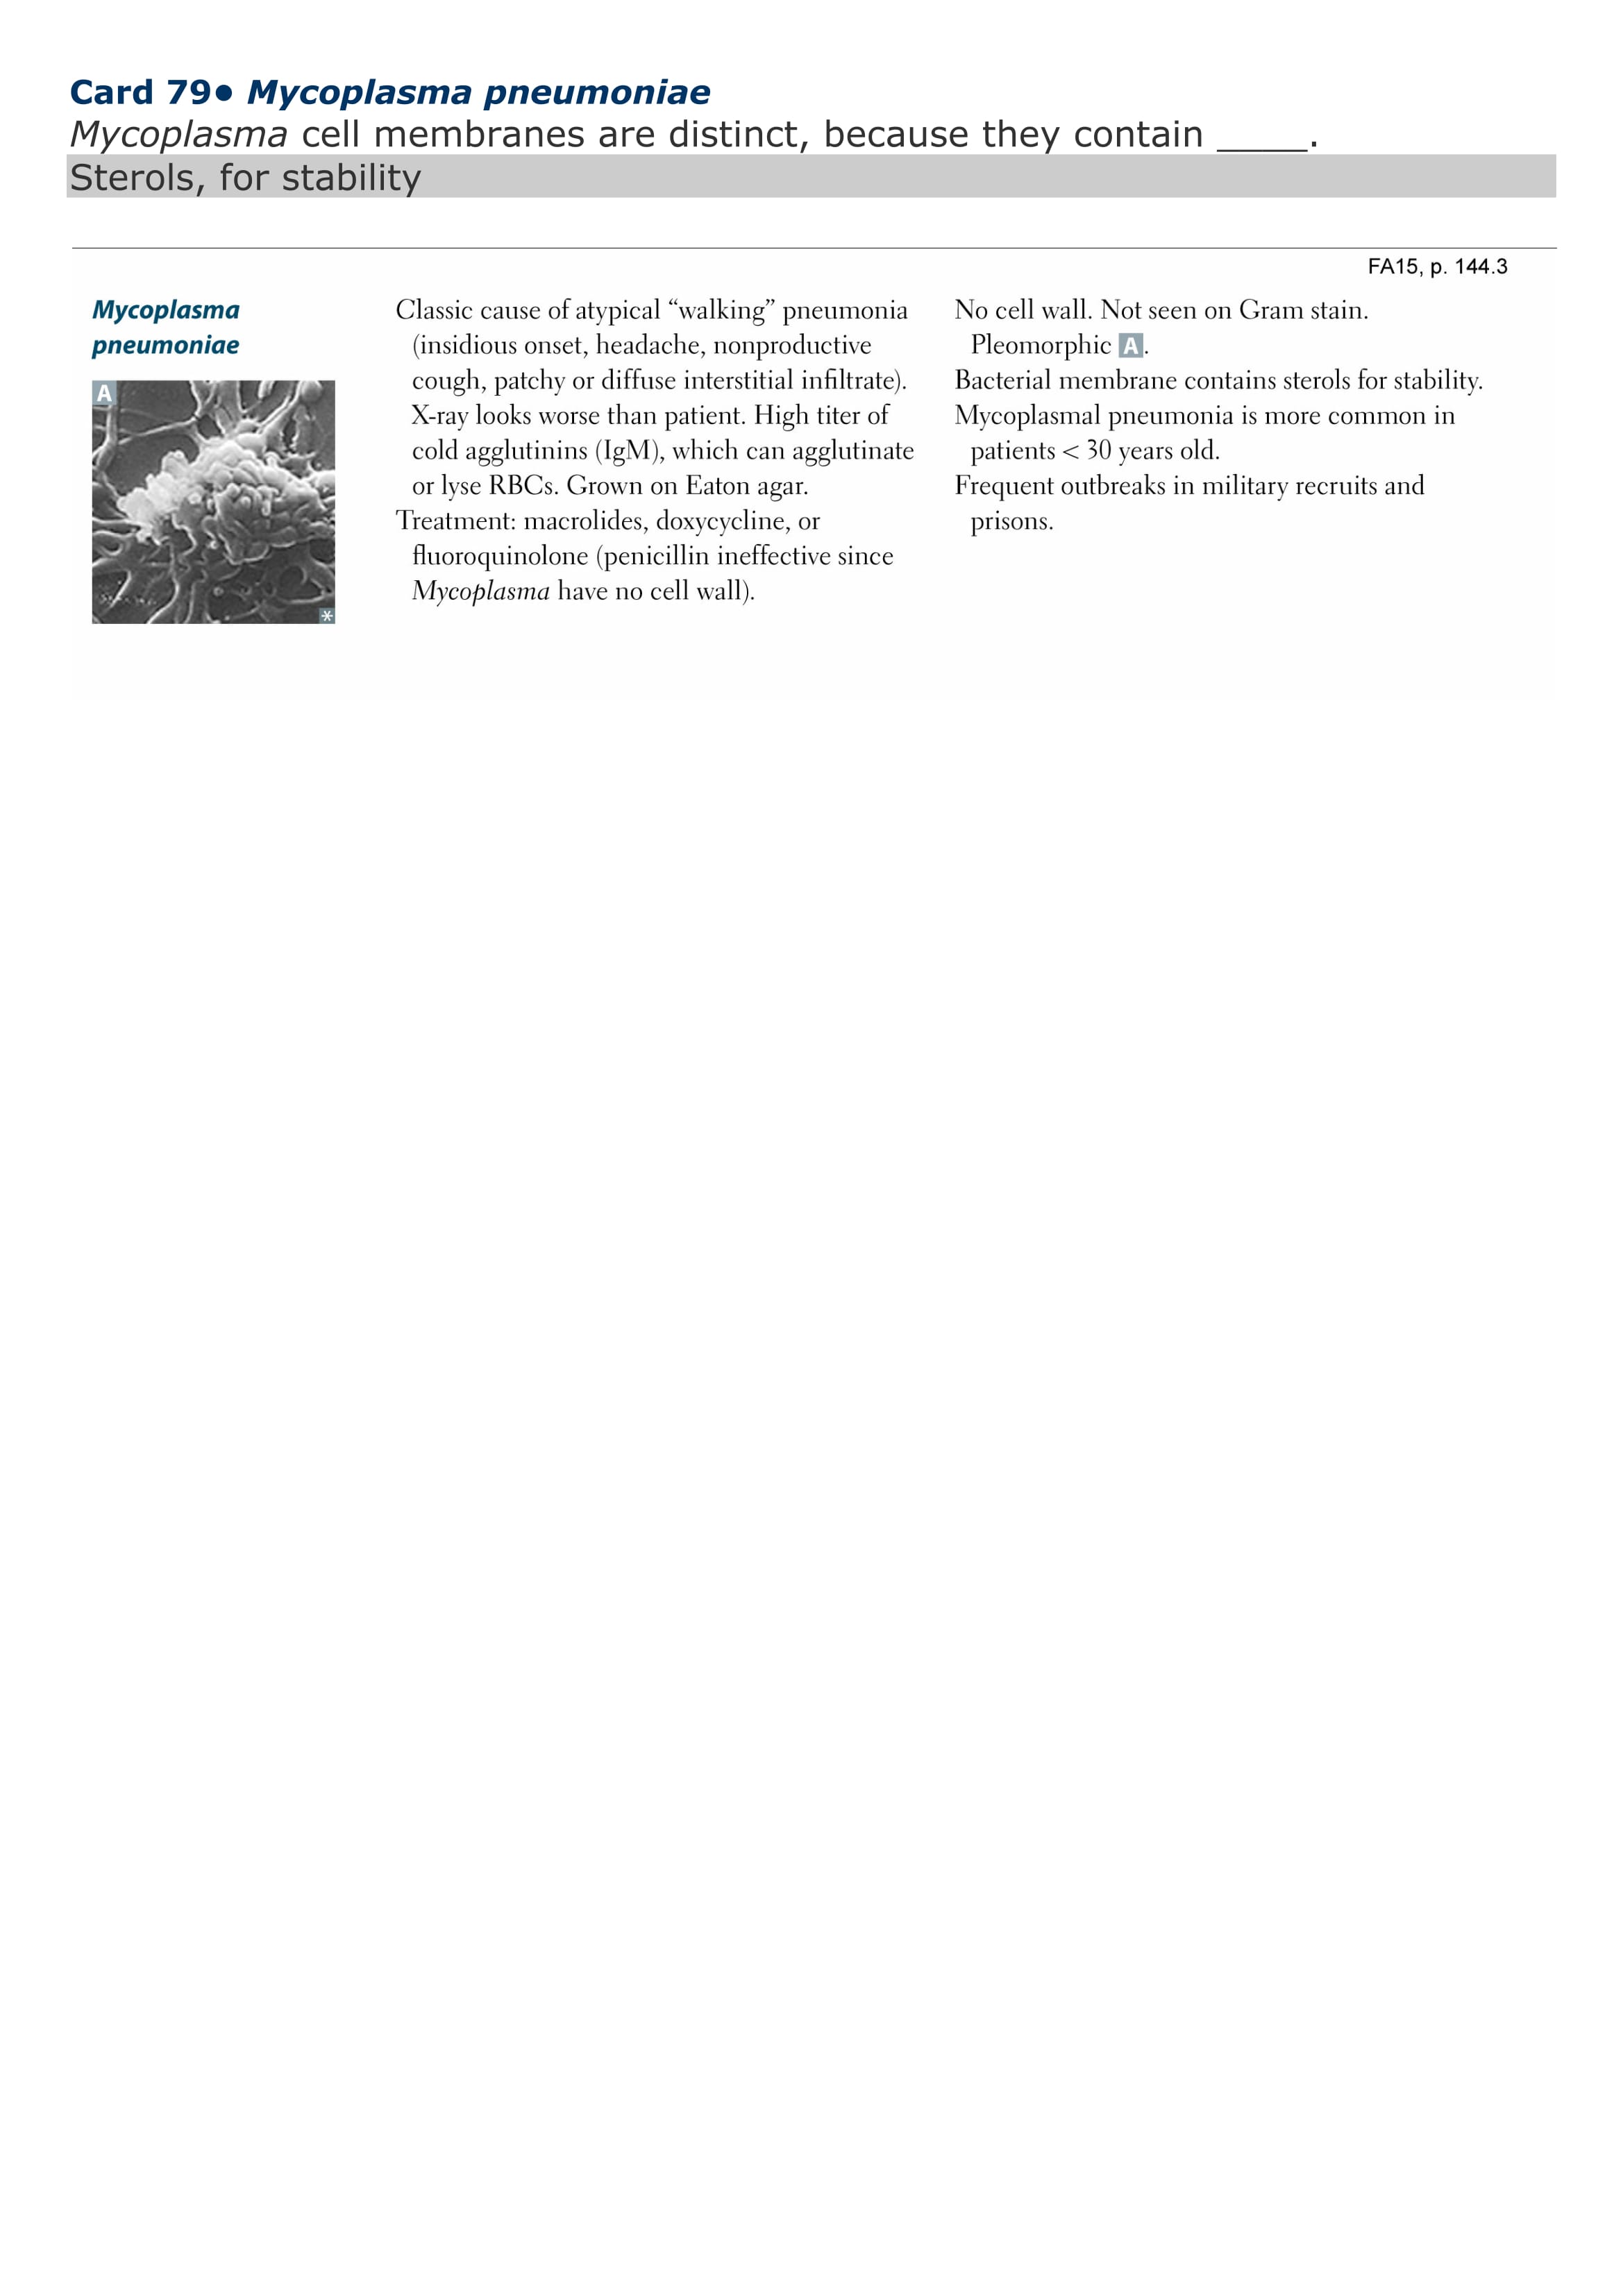 Card 79● Mycoplasma pneumoniae
Mycoplasma cell membranes are distinct, because they contain _____.
Sterols, for stability
FA15, p. 144.3
Mycoplasma
pneumoniae
A
*
Classic cause of atypical “walking” pneumonia
(insidious onset, headache, nonproductive
cough, patchy or diffuse interstitial infiltrate).
X-ray looks worse than patient. High titer of
cold agglutinins (IgM), which can agglutinate
or lyse RBCs. Grown on Eaton agar.
Treatment: macrolides, doxycycline, or
fluoroquinolone (penicillin ineffective since
Mycoplasma have no cell wall).
No cell wall. Not seen on Gram stain.
Pleomorphic A.
Bacterial membrane contains sterols for stability.
Mycoplasmal pneumonia is more common in
patients < 30 years old.
Frequent outbreaks in military recruits and
prisons.